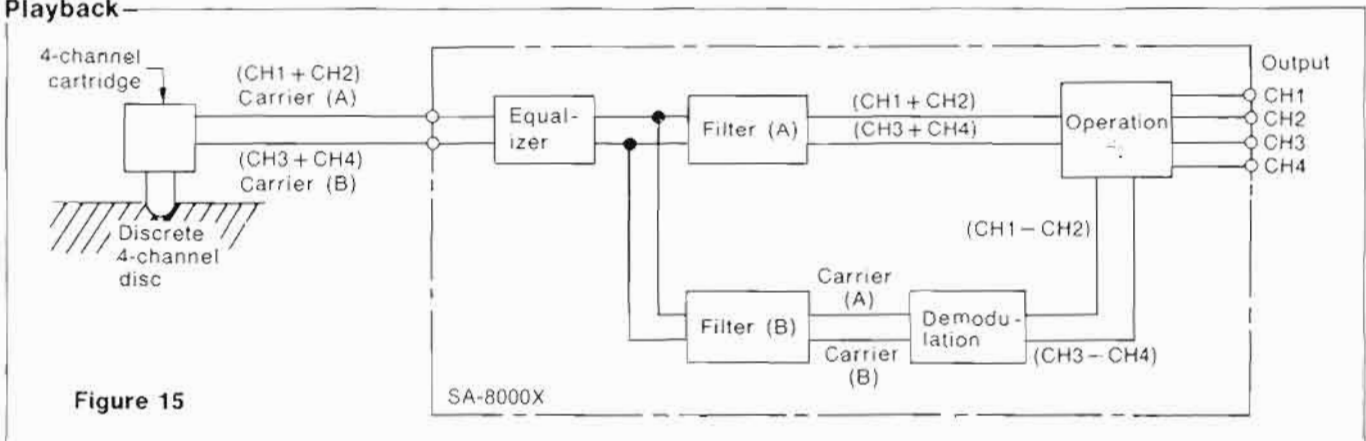 Playback
4-channel
cartridge
(CH1 + CH2)
Carrier (A)
(CH3 + CH4)
Carrier (B)
Discrete
4-channel
disc
Equal-
izer
Filter (A)
(CH1 + CH2)
(CH3 + CH4)
Operation
Output
CH1
CH2
CH3
CH4
(CH1 − CH2)
Filter (B)
Carrier
(A)
Carrier
(B)
Demodu-
lation
(CH3 − CH4)
SA-8000X
Figure 15